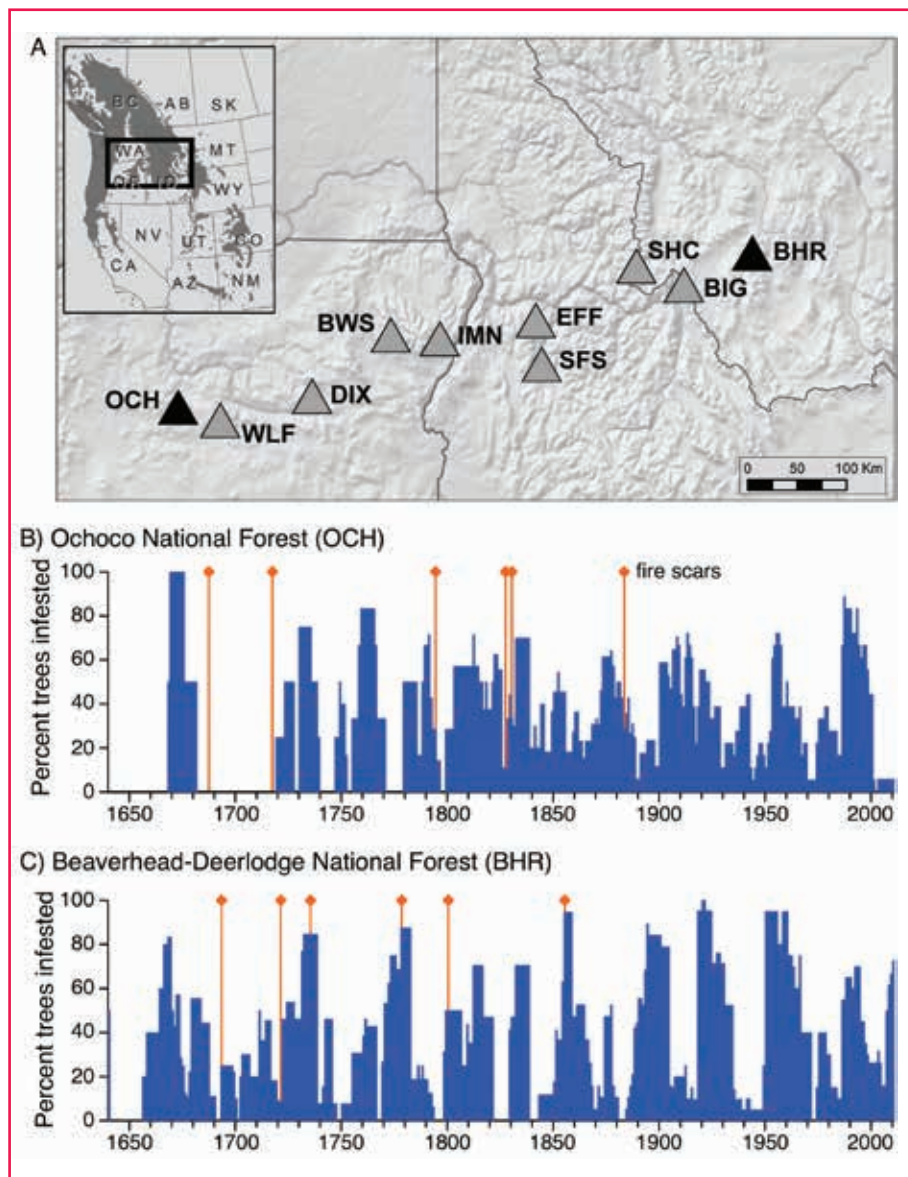 A
BC
AB
SK
WA
MT
OR
ID
WY
NV
UT
CO
CA
AZ
NM
SHC
BHR
BIG
BWS
IMN
EFF
SFS
OCH
DIX
WLF
0 50 100 Km
B) Ochoco National Forest (OCH)
fire scars
Percent trees infested
100
80
60
40
20
0
1650 1700 1750 1800 1850 1900 1950 2000
C) Beaverhead-Deerlodge National Forest (BHR)
Percent trees infested
100
80
60
40
20
0
1650 1700 1750 1800 1850 1900 1950 2000